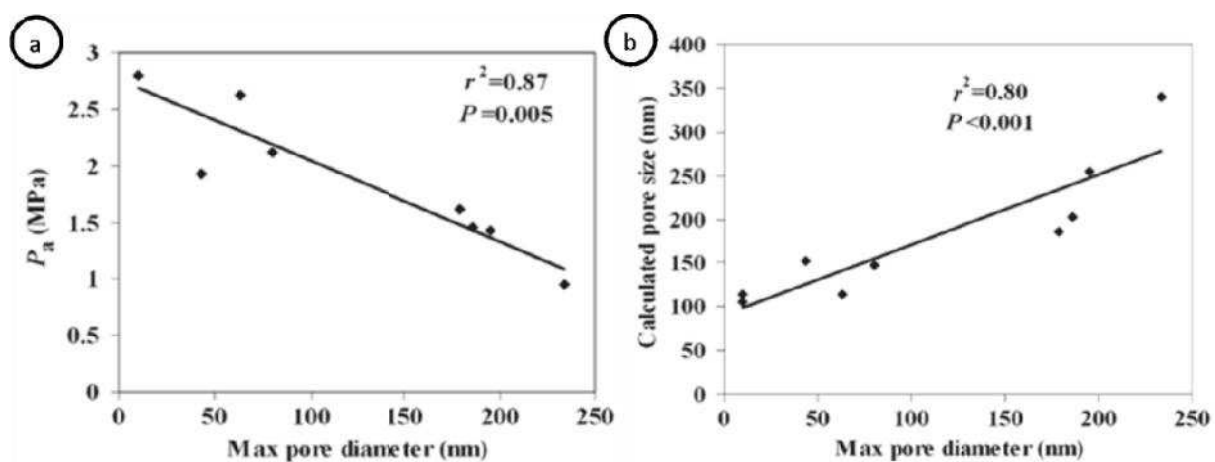 a
3
2.5
2
1.5
1
0.5
0
P_a (MPa)
r²=0.87
P=0.005
0 50 100 150 200 250
Max pore diameter (nm)
b
400
350
300
250
200
150
100
50
0
Calculated pore size (nm)
r²=0.80
P<0.001
0 50 100 150 200 250
Max pore diameter (nm)